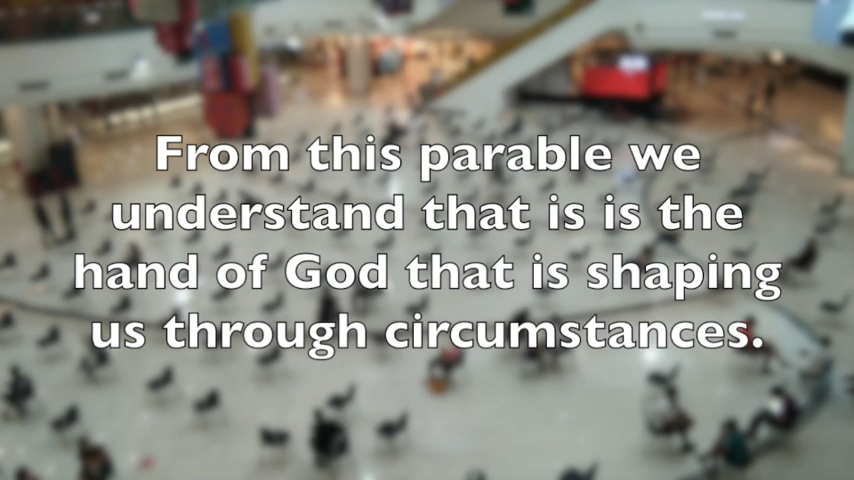 From this parable we
understand that is is the
hand of God that is shaping
us through circumstances.